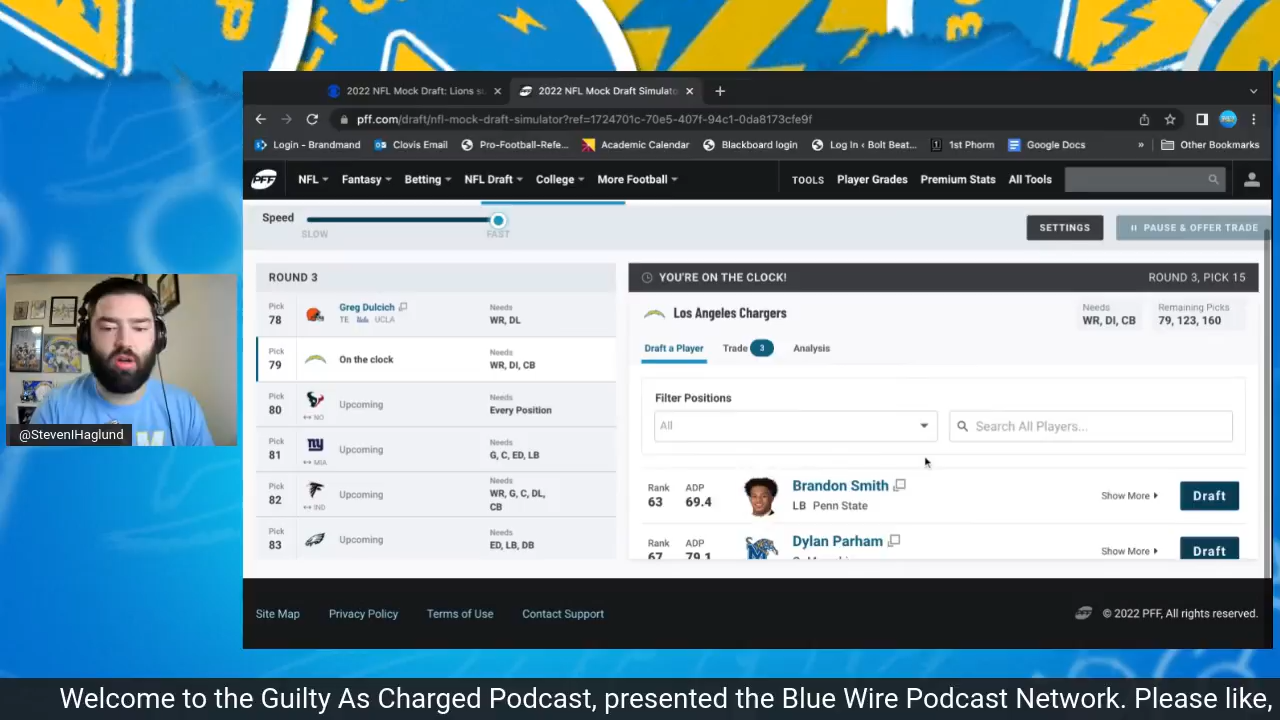 2022 NFL Mock Draft: Lions s
2022 NFL Mock Draft Simulato
pff.com/draft/nfl-mock-draft-simulator?ref=1724701c-70e5-407f-94c1-0da8173cfe9f
Login - Brandmand Clovis Email Pro-Football-Refe... Academic Calendar Blackboard login Log In ‹ Bolt Beat... 1st Phorm Google Docs » Other Bookmarks
PFF NFL Fantasy Betting NFL Draft College More Football TOOLS Player Grades Premium Stats All Tools
Speed
SLOW FAST
SETTINGS PAUSE & OFFER TRADE
ROUND 3
Pick 78 Greg Dulcich Needs
TE UCLA WR, DL
Pick 79 On the clock Needs
WR, DI, CB
Pick 80 Upcoming Needs
↔ NO Every Position
Pick 81 Upcoming Needs
↔ MIA G, C, ED, LB
Pick 82 Upcoming Needs
↔ IND WR, G, C, DL,
CB
Pick 83 Upcoming Needs
ED, LB, DB
YOU'RE ON THE CLOCK! ROUND 3, PICK 15
Los Angeles Chargers
Needs
WR, DI, CB
Remaining Picks
79, 123, 160
Draft a Player Trade 3 Analysis
Filter Positions
All Search All Players...
Rank ADP Brandon Smith
63 69.4 LB Penn State Show More Draft
Rank ADP Dylan Parham
67 79.1 Show More Draft
Site Map Privacy Policy Terms of Use Contact Support © 2022 PFF, All rights reserved.
@StevenIHaglund
Welcome to the Guilty As Charged Podcast, presented the Blue Wire Podcast Network. Please like,